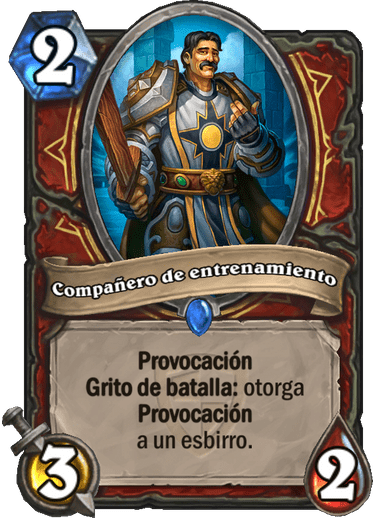 2
Compañero de entrenamiento
Provocación
Grito de batalla: otorga
Provocación
a un esbirro.
3
2